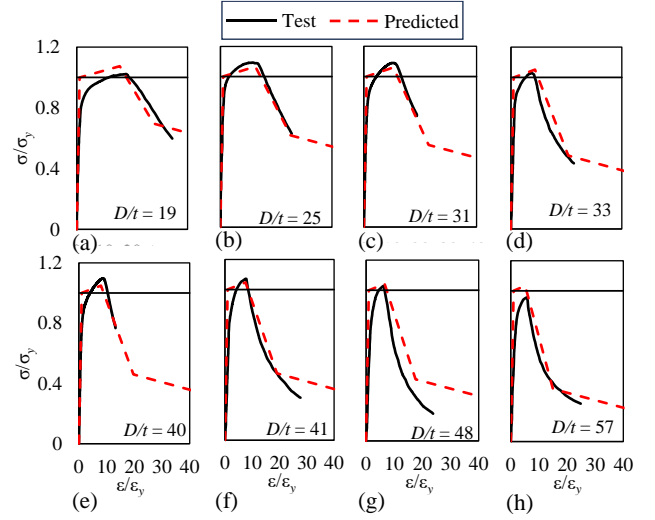 Test Predicted
1.2
0.8
σ/σy
0.4
0
D/t = 19
D/t = 25
D/t = 31
D/t = 33
(a)
(b)
(c)
(d)
1.2
0.8
σ/σy
0.4
0
D/t = 40
D/t = 41
D/t = 48
D/t = 57
0 10 20 30 40
0 10 20 30 40
0 10 20 30 40
0 10 20 30 40
ε/εy
ε/εy
ε/εy
ε/εy
(e)
(f)
(g)
(h)